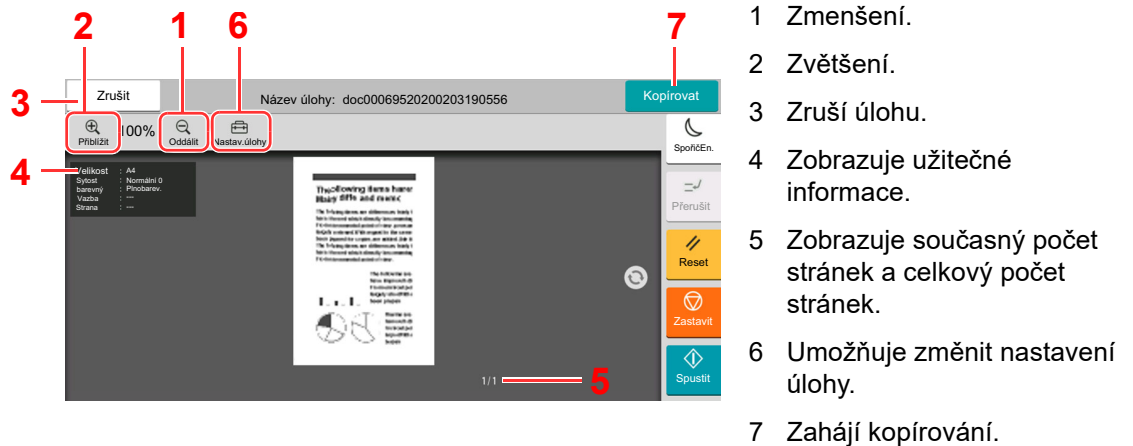 2 1 6 7
Zrušit Název úlohy: doc00069520200203190556 Kopírovat
3
100%
Přiblížit Oddálit Nastav.úlohy
SpořičEn.
4
Velikost : A4
Sytost : Normální 0
barevný : Plnobarev.
Vazba : ---
Strana : ---
Přerušit
Reset
Zastavit
1/1 5
Spustit
1 Zmenšení.
2 Zvětšení.
3 Zruší úlohu.
4 Zobrazuje užitečné
informace.
5 Zobrazuje současný počet
stránek a celkový počet
stránek.
6 Umožňuje změnit nastavení
úlohy.
7 Zahájí kopírování.